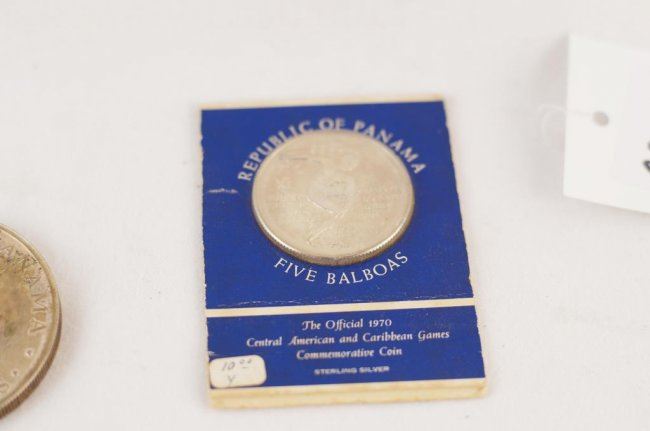 REPUBLIC OF PANAMA
FIVE BALBOAS
The Official 1970
Central American and Caribbean Games
Commemorative Coin
STERLING SILVER
10.00
Y